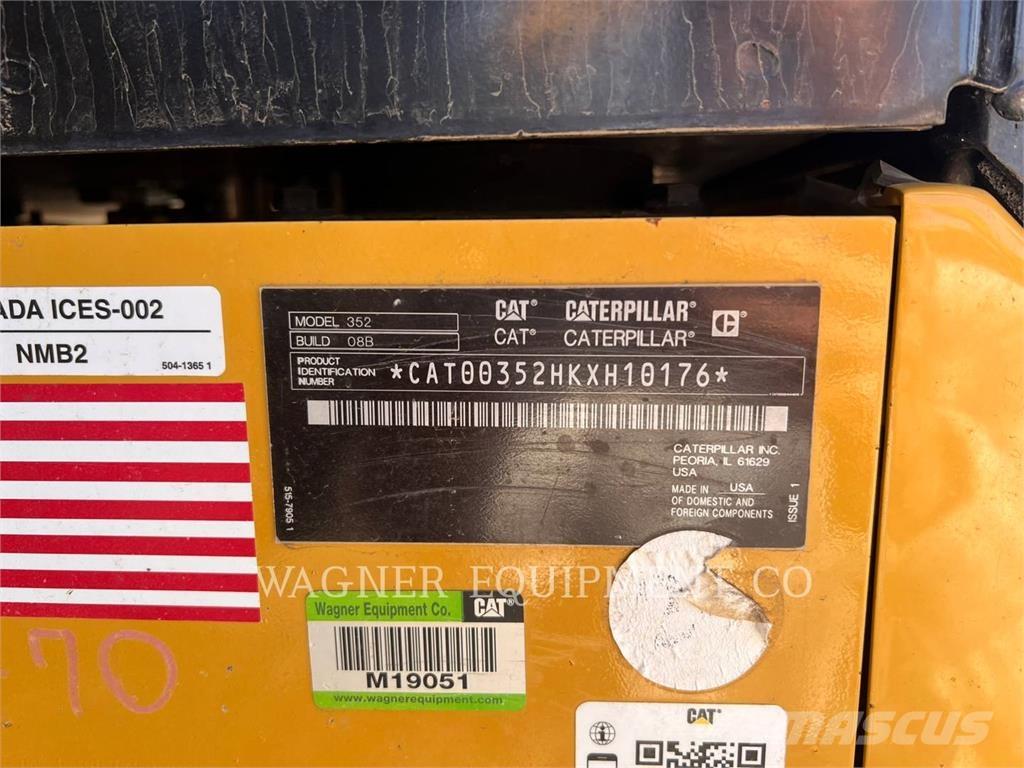 ADA ICES-002
NMB2
504-1365 1
CAT® CATERPILLAR®
CAT® CATERPILLAR®
MODEL 352
BUILD 08B
PRODUCT
IDENTIFICATION
NUMBER
*CAT00352HKXH10176*
CATERPILLAR INC.
PEORIA, IL 61629
USA
MADE IN USA
OF DOMESTIC AND
FOREIGN COMPONENTS
515-7905 1
ISSUE 1
WAGNER EQUIPMENT CO
Wagner Equipment Co. CAT®
M19051
www.wagnerequipment.com
70
CAT
MASCUS